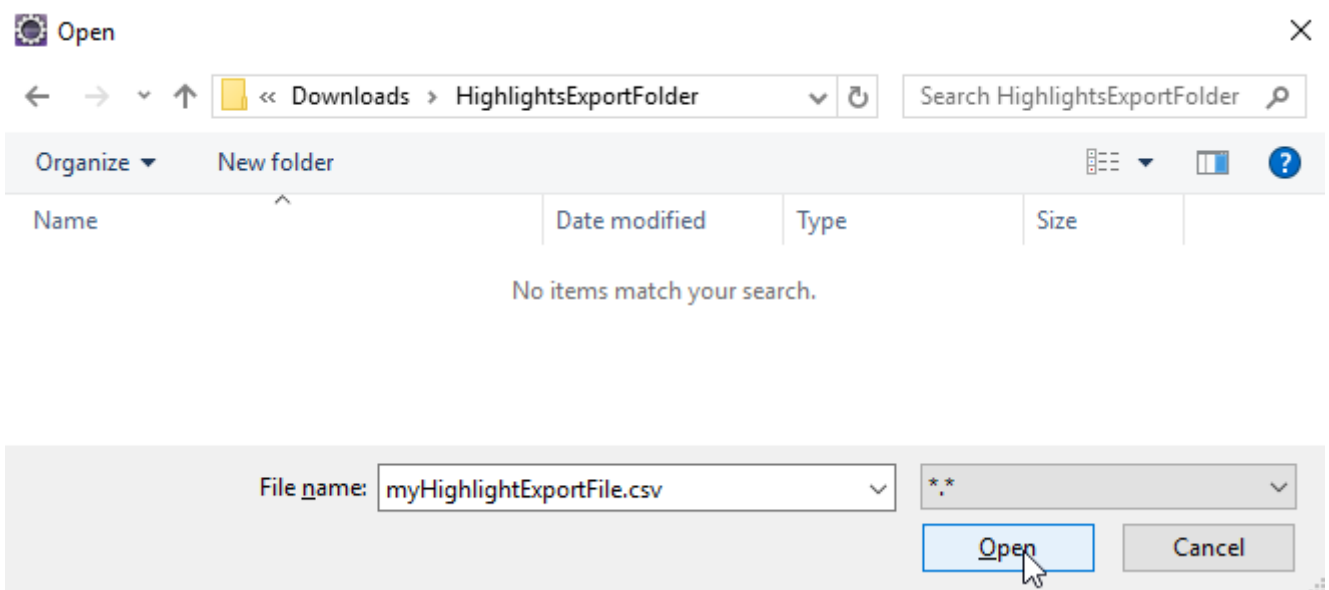 Open
« Downloads › HighlightsExportFolder
Search HighlightsExportFolder
Organize
New folder
?
Name
Date modified
Type
Size
No items match your search.
File name:
myHighlightExportFile.csv
*.*
Open
Cancel